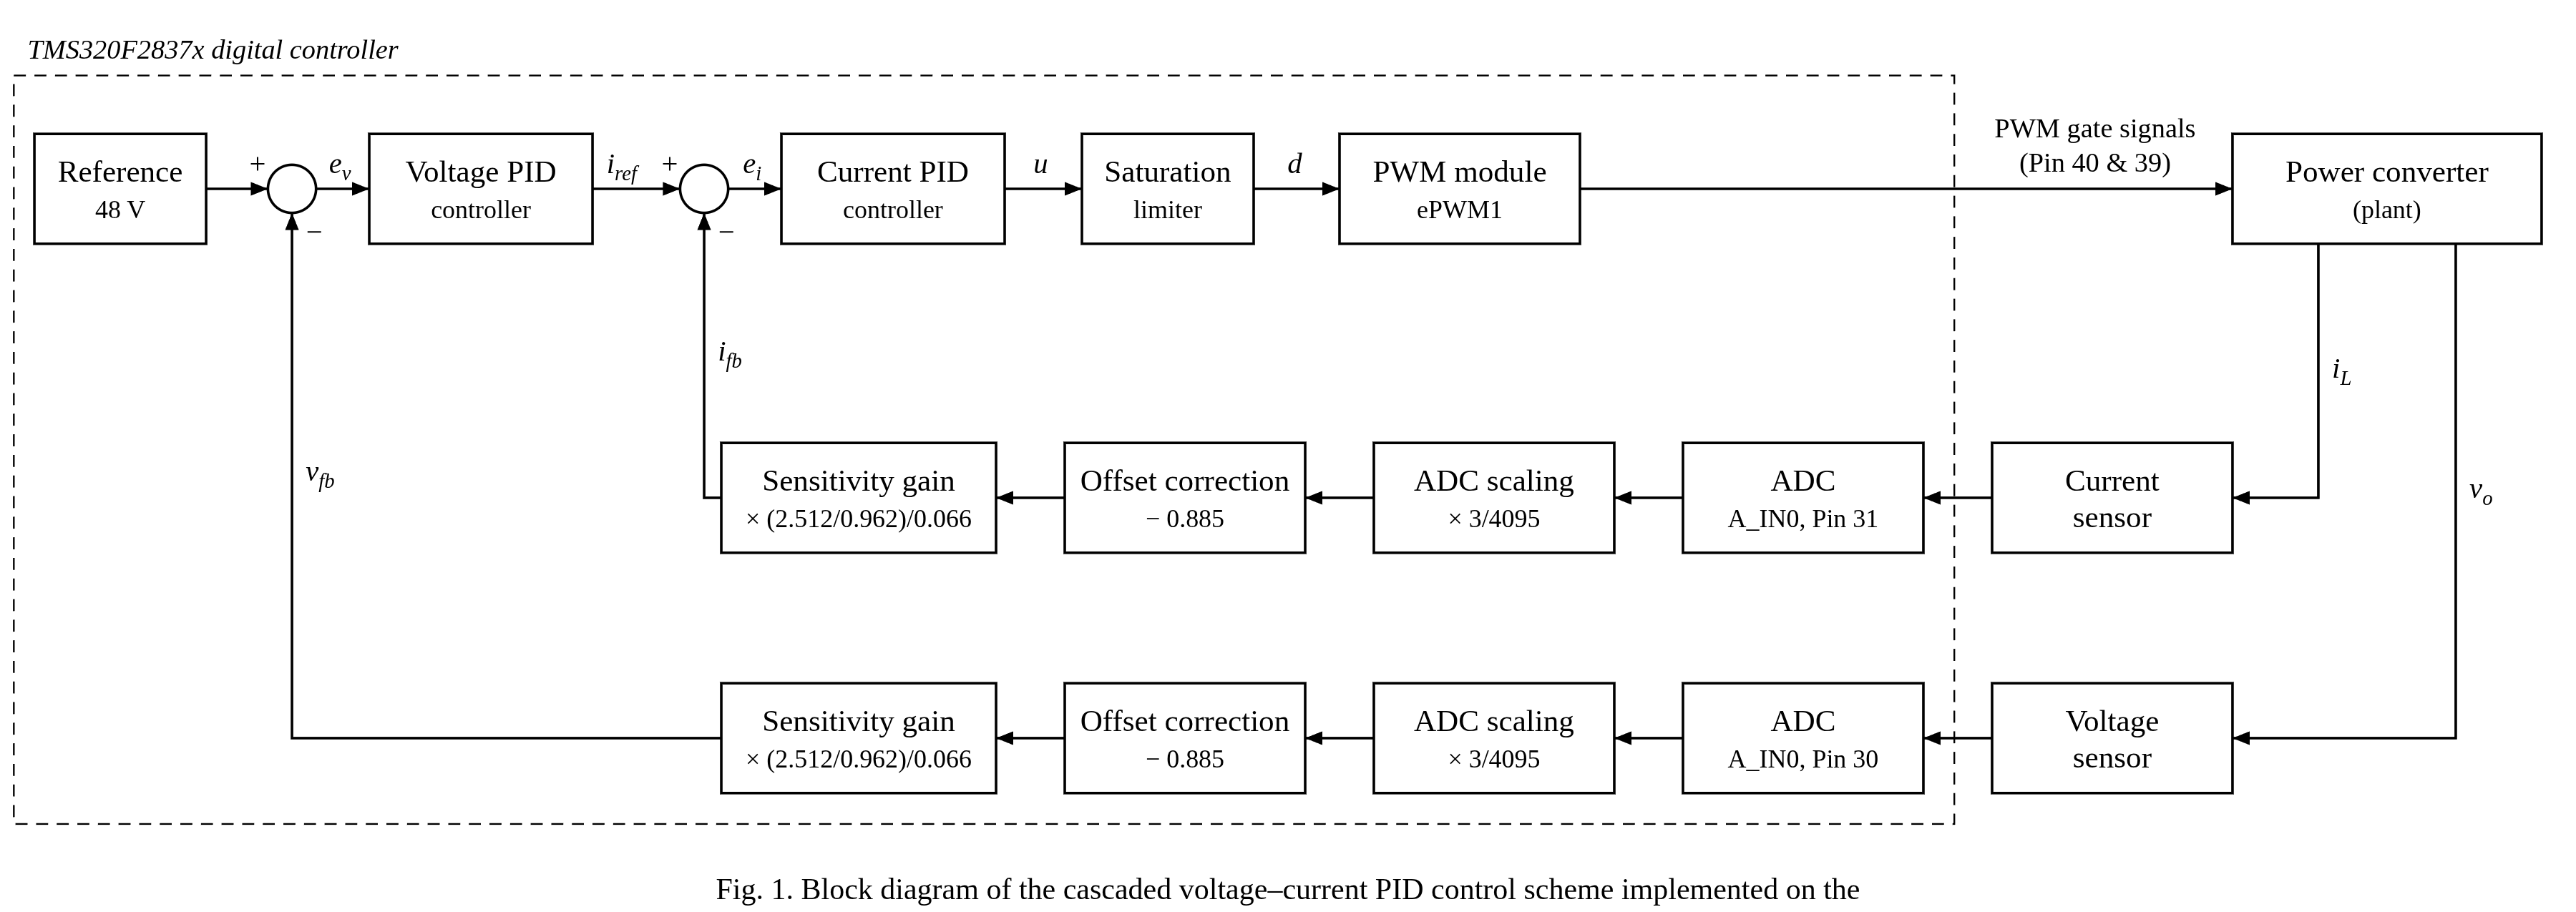 TMS320F2837x digital controller
PWM gate signals
(Pin 40 & 39)
Reference
48 V
+
−
e_v
Voltage PID
controller
i_ref
+
−
e_i
Current PID
controller
u
Saturation
limiter
d
PWM module
ePWM1
Power converter
(plant)
i_fb
i_L
v_fb
Sensitivity gain
× (2.512/0.962)/0.066
Offset correction
− 0.885
ADC scaling
× 3/4095
ADC
A_IN0, Pin 31
Current
sensor
v_o
Sensitivity gain
× (2.512/0.962)/0.066
Offset correction
− 0.885
ADC scaling
× 3/4095
ADC
A_IN0, Pin 30
Voltage
sensor
Fig. 1. Block diagram of the cascaded voltage–current PID control scheme implemented on the